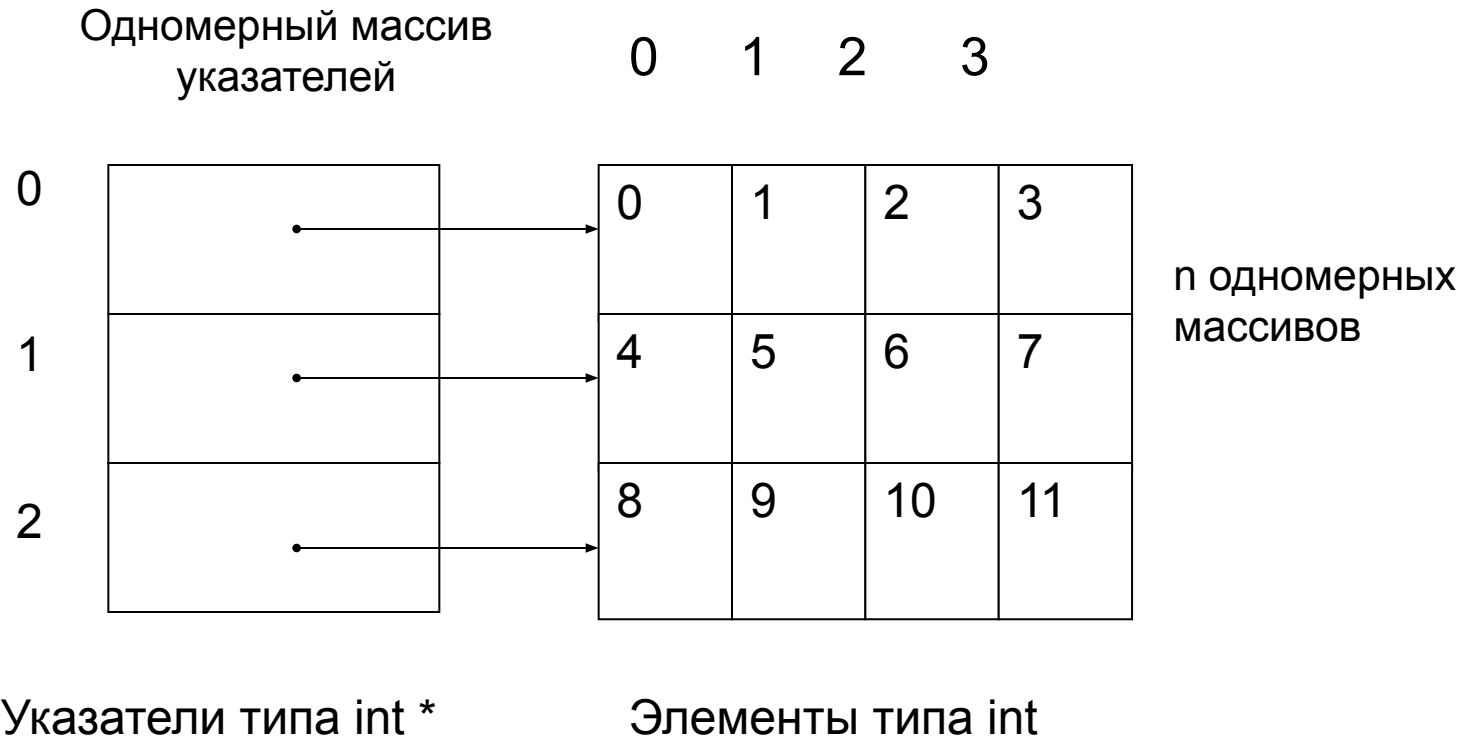 Одномерный массив
указателей
0 1 2 3
0
0 1 2 3
n одномерных
массивов
1
4 5 6 7
2
8 9 10 11
Указатели типа int *
Элементы типа int